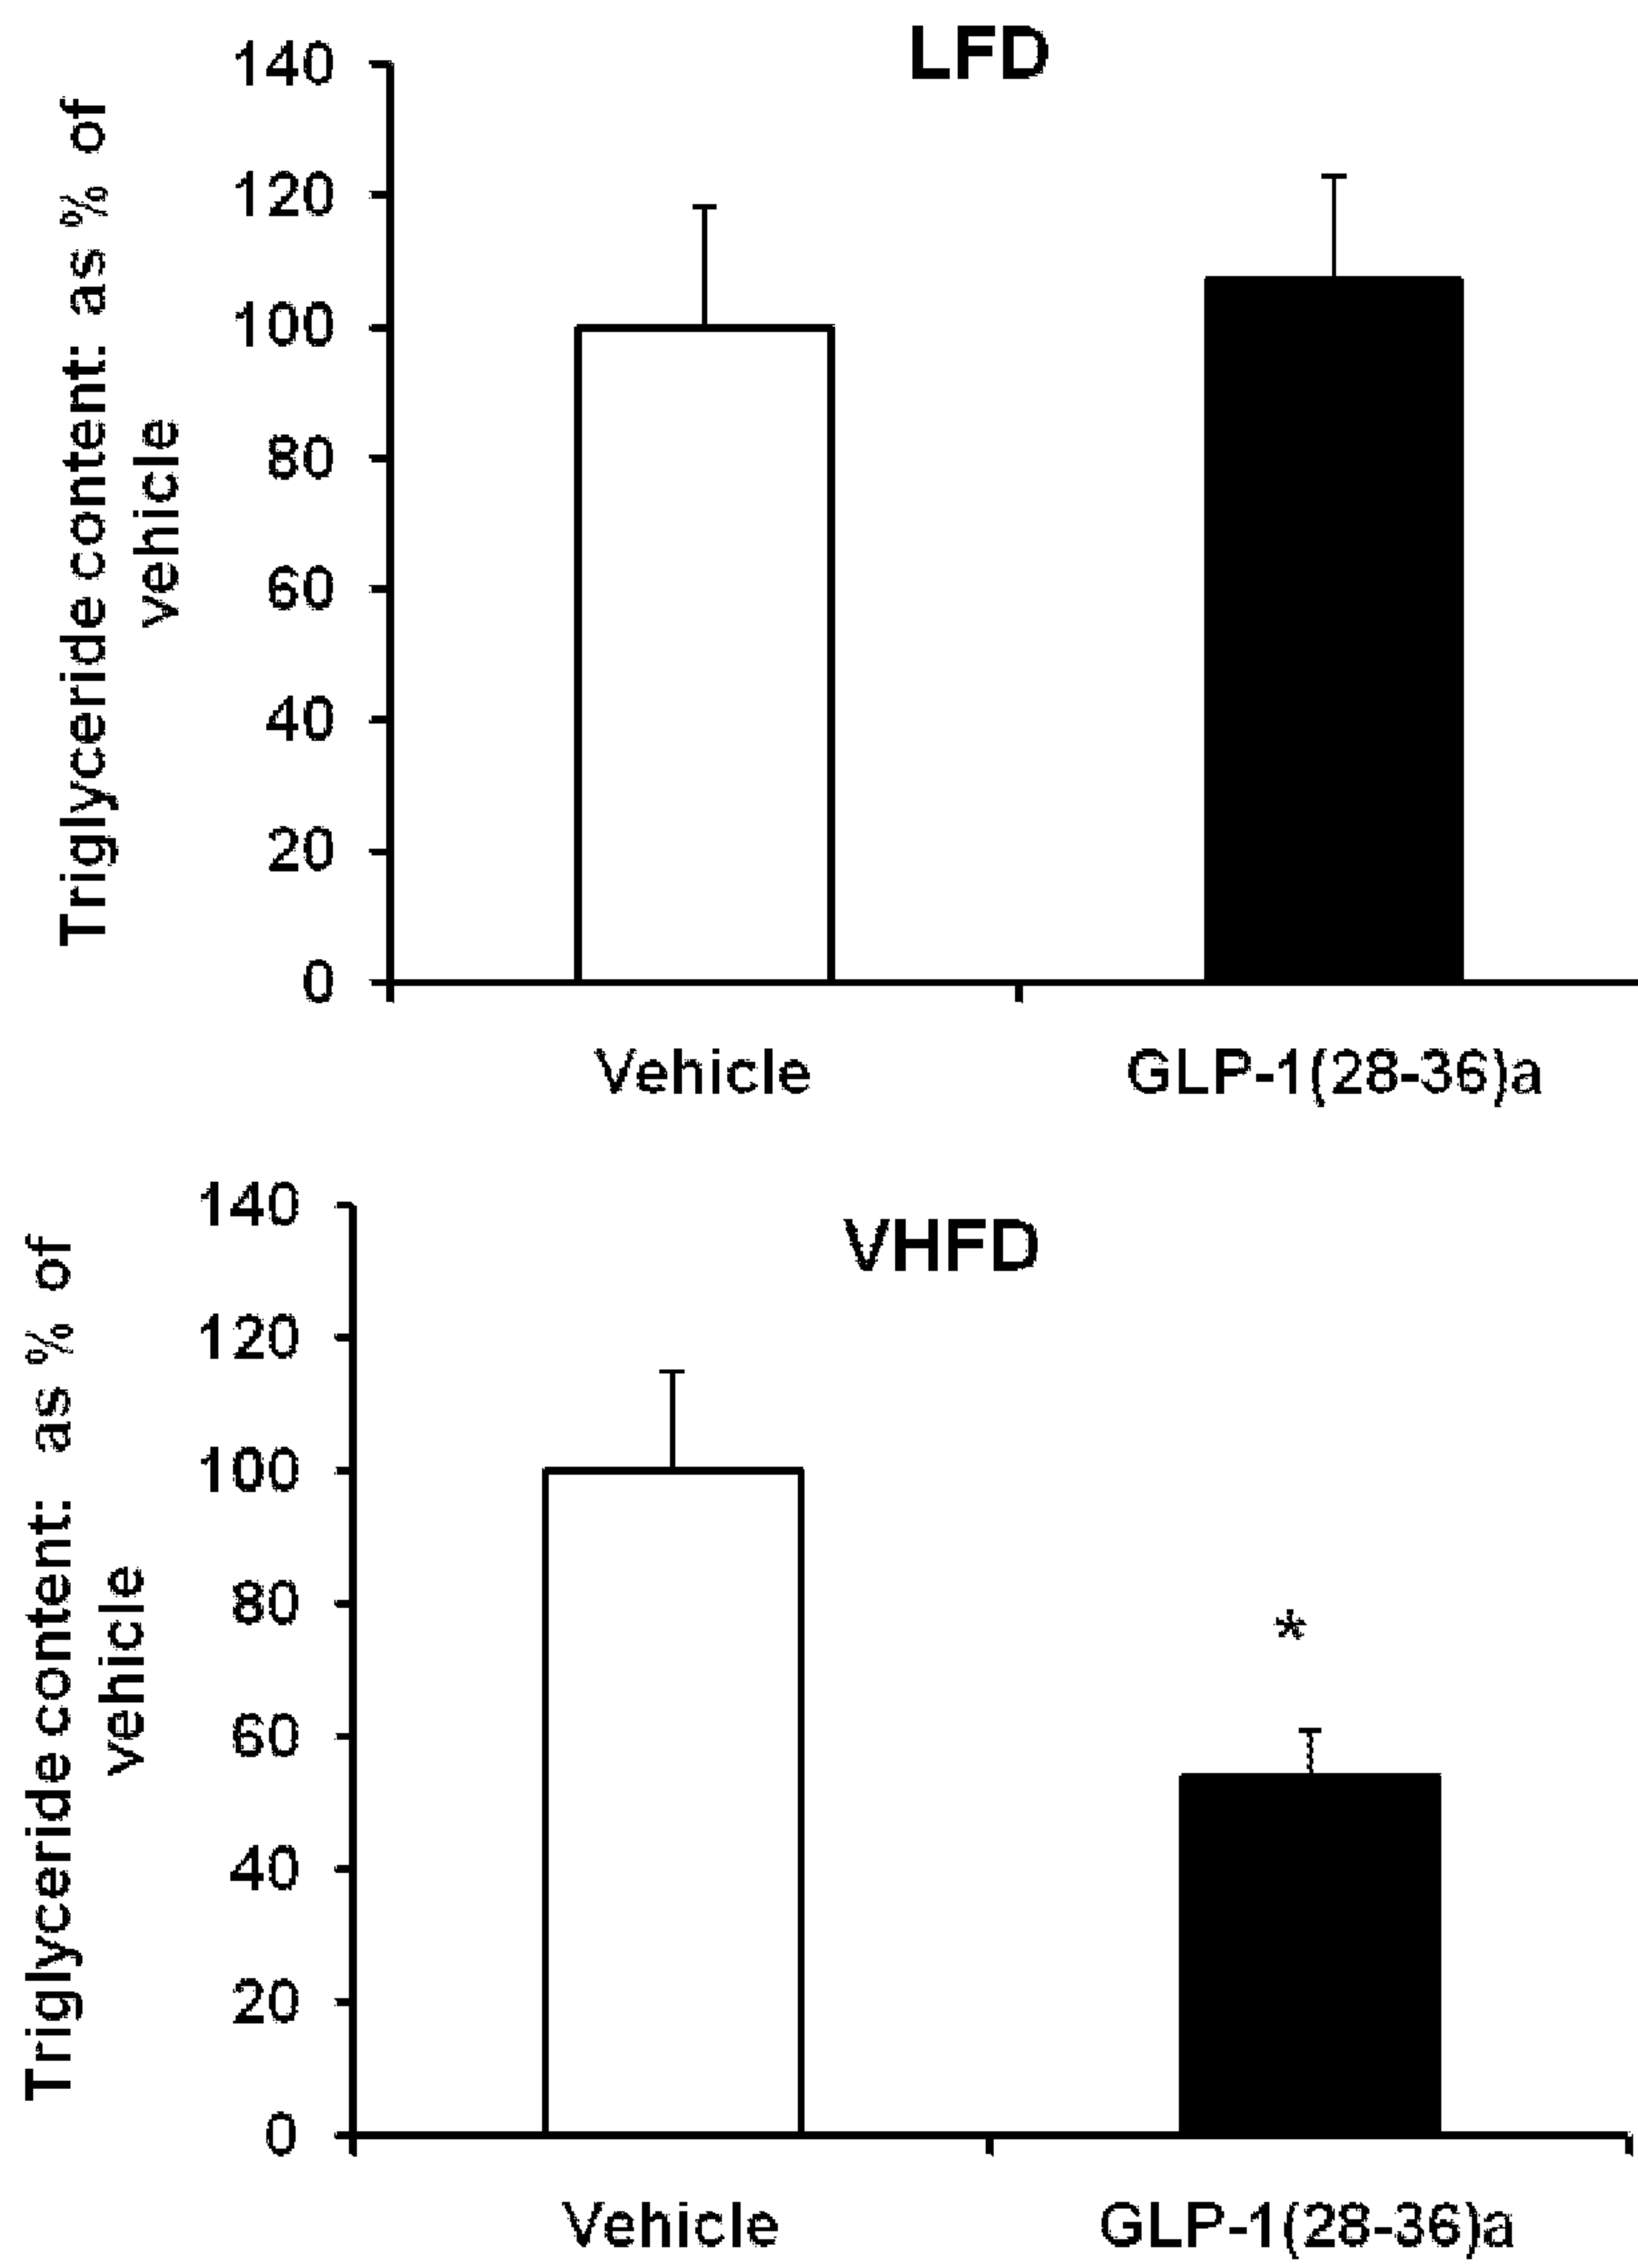 LFD
Triglyceride content: as % of
vehicle
140
120
100
80
60
40
20
0
Vehicle GLP-1(28-36)a
VHFD
Triglyceride content: as % of
vehicle
140
120
100
80
60
40
20
0
*
Vehicle GLP-1(28-36)a